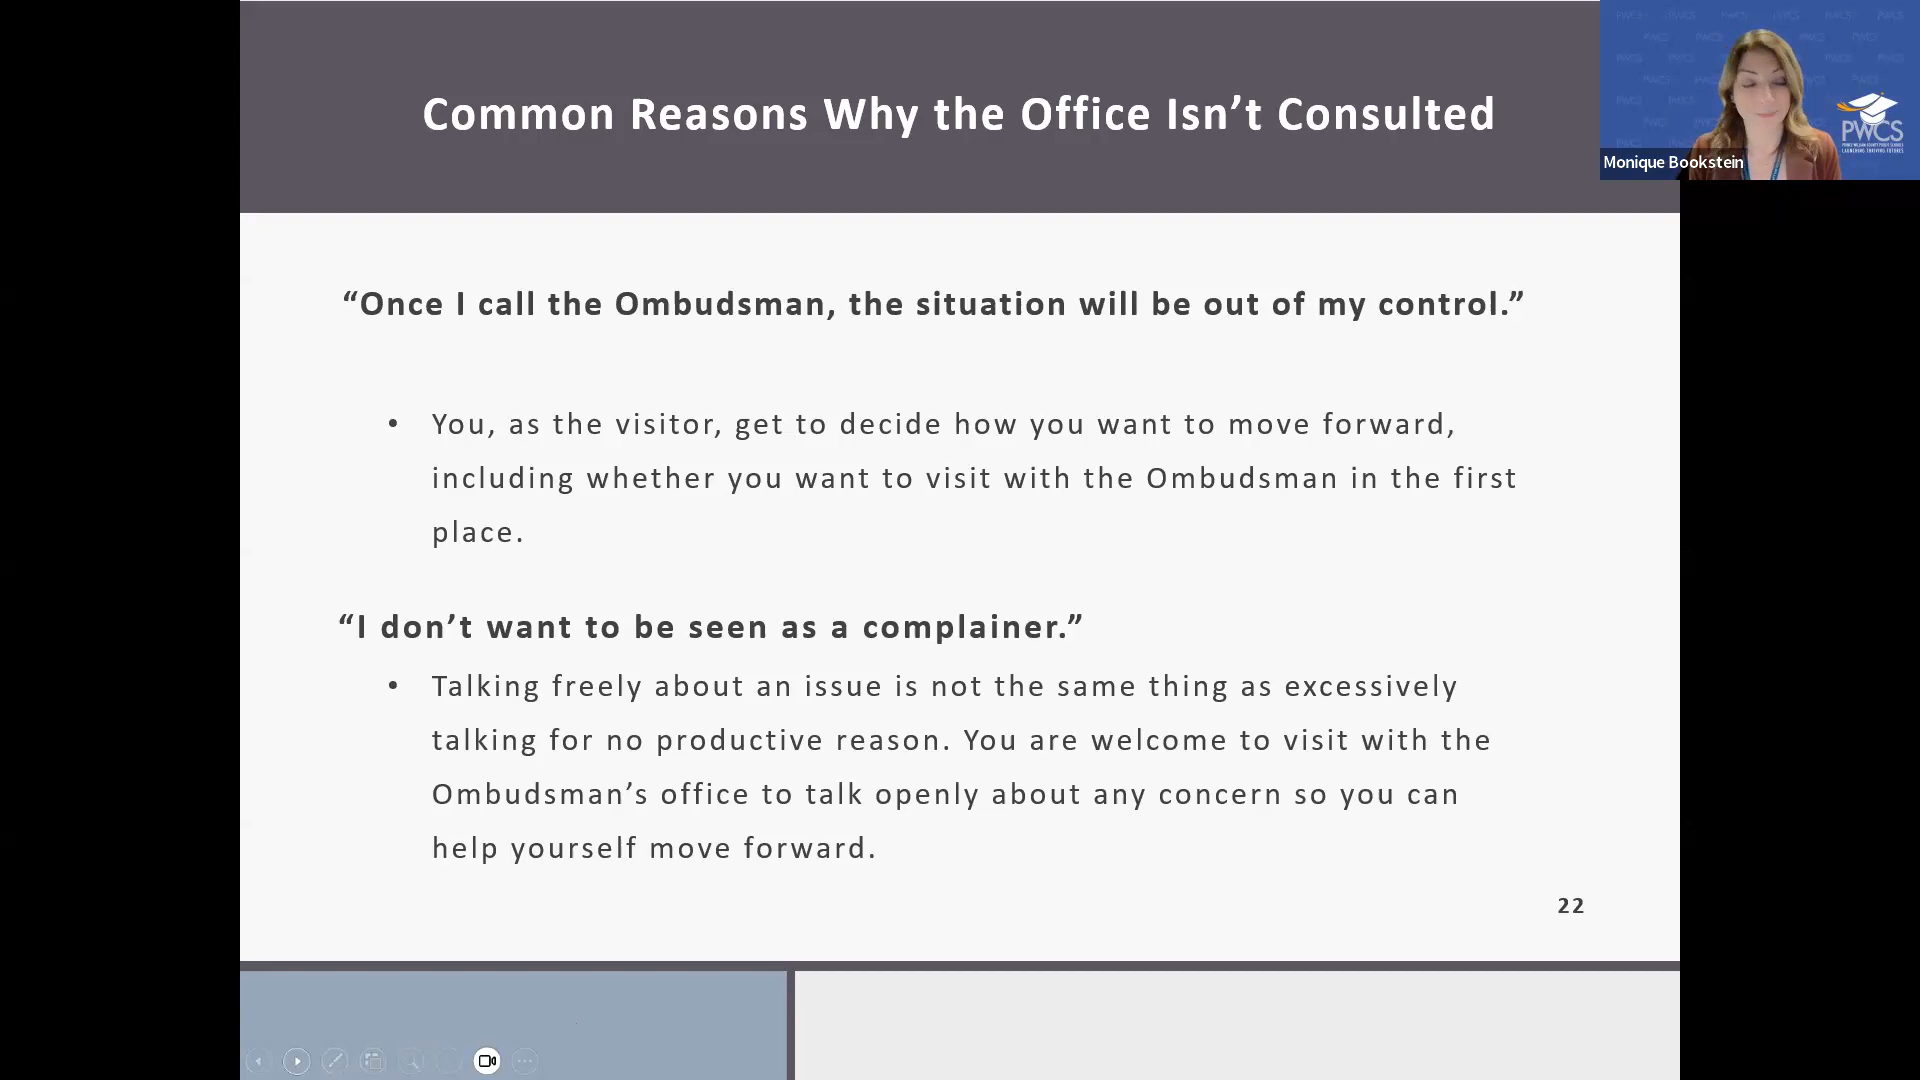 Common Reasons Why the Office Isn’t Consulted
PWCS
Monique Bookstein
“Once I call the Ombudsman, the situation will be out of my control.”
• You, as the visitor, get to decide how you want to move forward,
including whether you want to visit with the Ombudsman in the first
place.
“I don’t want to be seen as a complainer.”
• Talking freely about an issue is not the same thing as excessively
talking for no productive reason. You are welcome to visit with the
Ombudsman’s office to talk openly about any concern so you can
help yourself move forward.
22